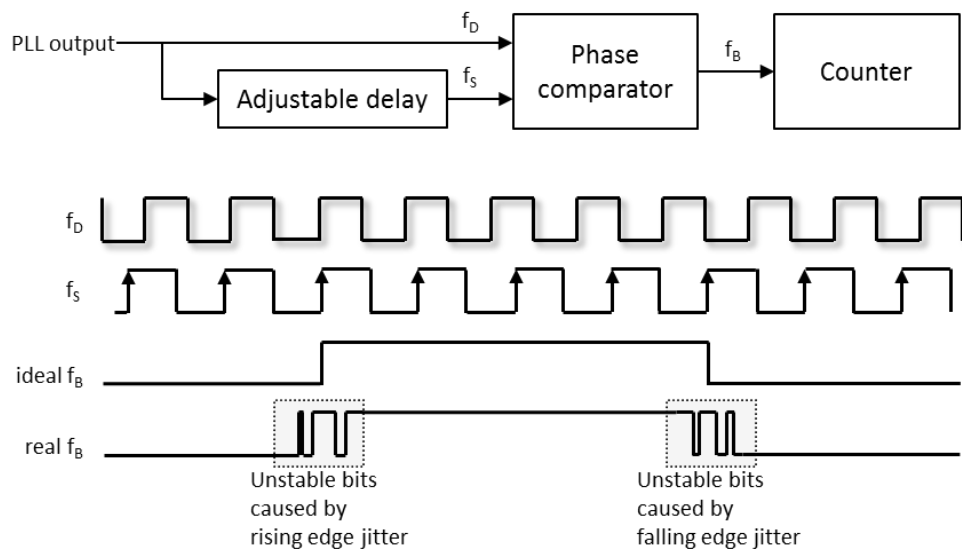 PLL output
f_D
f_S
Adjustable delay
Phase
comparator
f_B
Counter
f_D
f_S
ideal f_B
real f_B
Unstable bits
caused by
rising edge jitter
Unstable bits
caused by
falling edge jitter